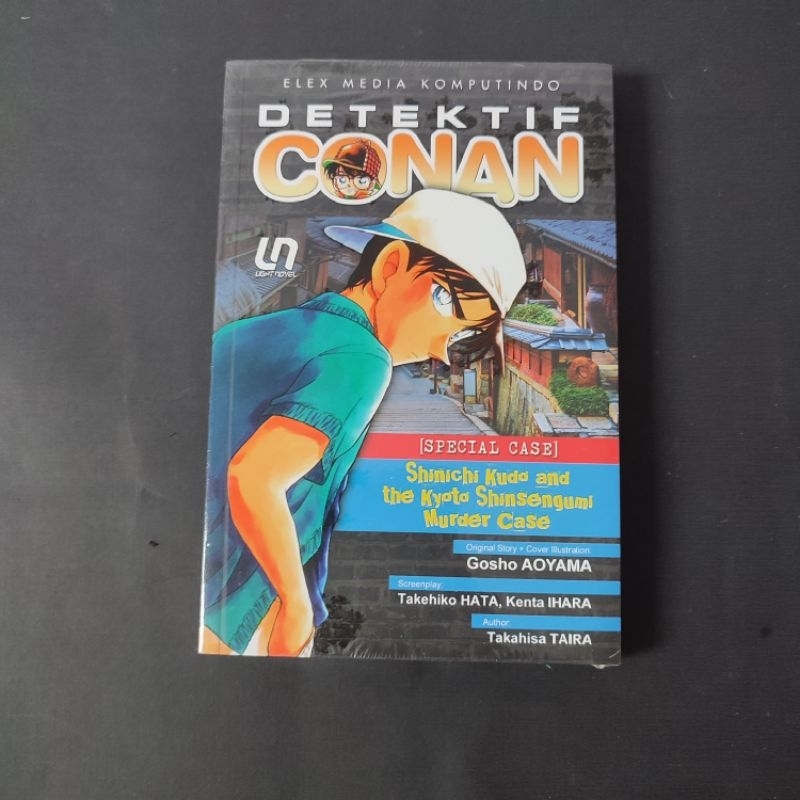 ELEX MEDIA KOMPUTINDO
DETEKTIF
CONAN
LN
LIGHT NOVEL
[SPECIAL CASE]
Shinichi Kudo and
the Kyoto Shinsengumi
Murder Case
Original Story + Cover Illustration:
Gosho AOYAMA
Screenplay:
Takehiko HATA, Kenta IHARA
Author:
Takahisa TAIRA